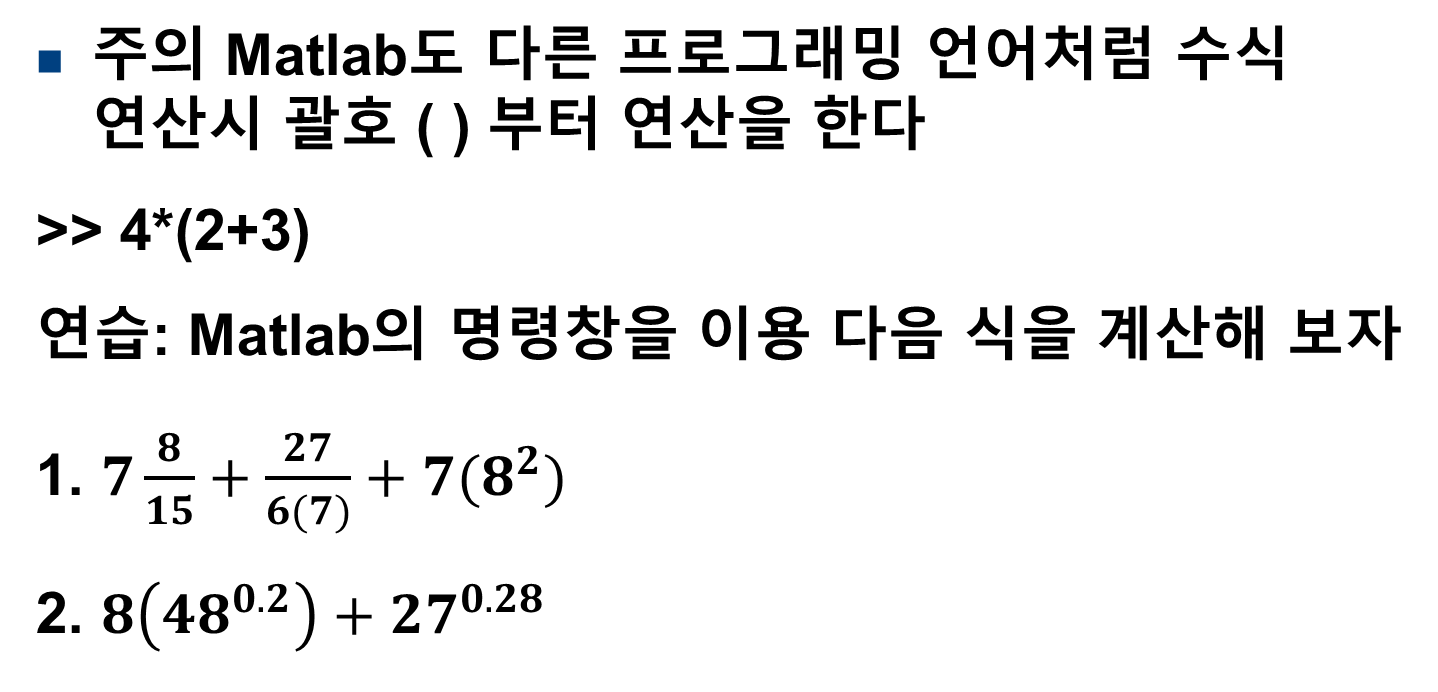 ▪ 주의 Matlab도 다른 프로그래밍 언어처럼 수식
연산시 괄호 ( ) 부터 연산을 한다
>> 4*(2+3)
연습: Matlab의 명령창을 이용 다음 식을 계산해 보자
1. $7\frac{8}{15} + \frac{27}{6(7)} + 7(8^2)$
2. $8(48^{0.2}) + 27^{0.28}$